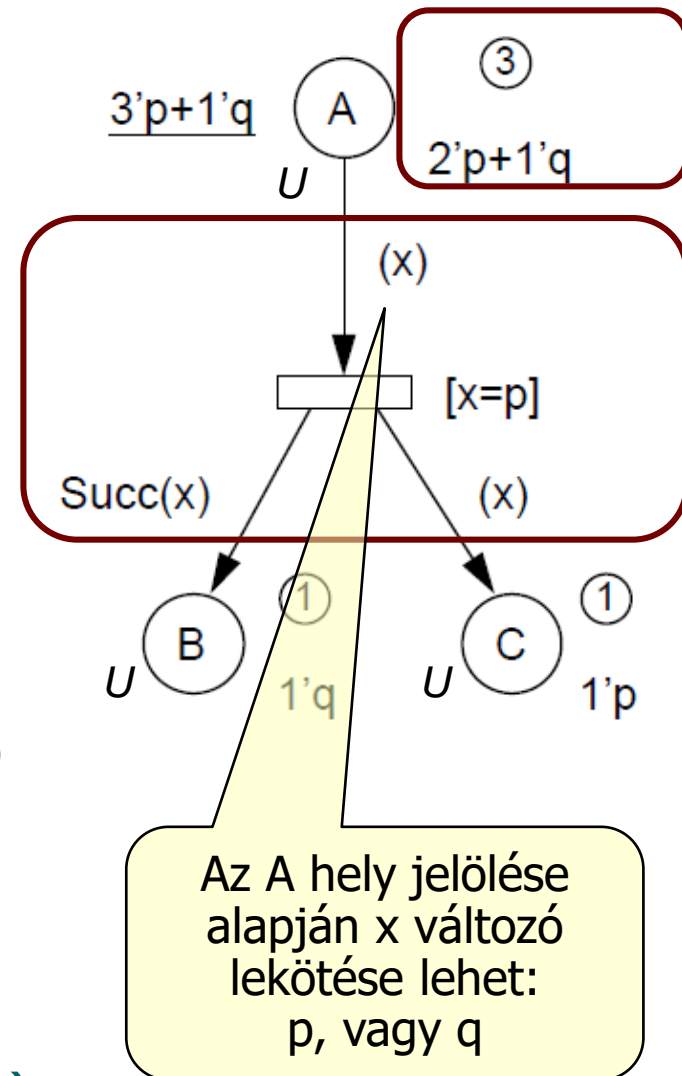 3
3'p+1'q
A
2'p+1'q
U
(x)
[x=p]
Succ(x)
(x)
1
1
B
C
U
U
1'q
1'p
Az A hely jelölése
alapján x változó
lekötése lehet:
p, vagy q